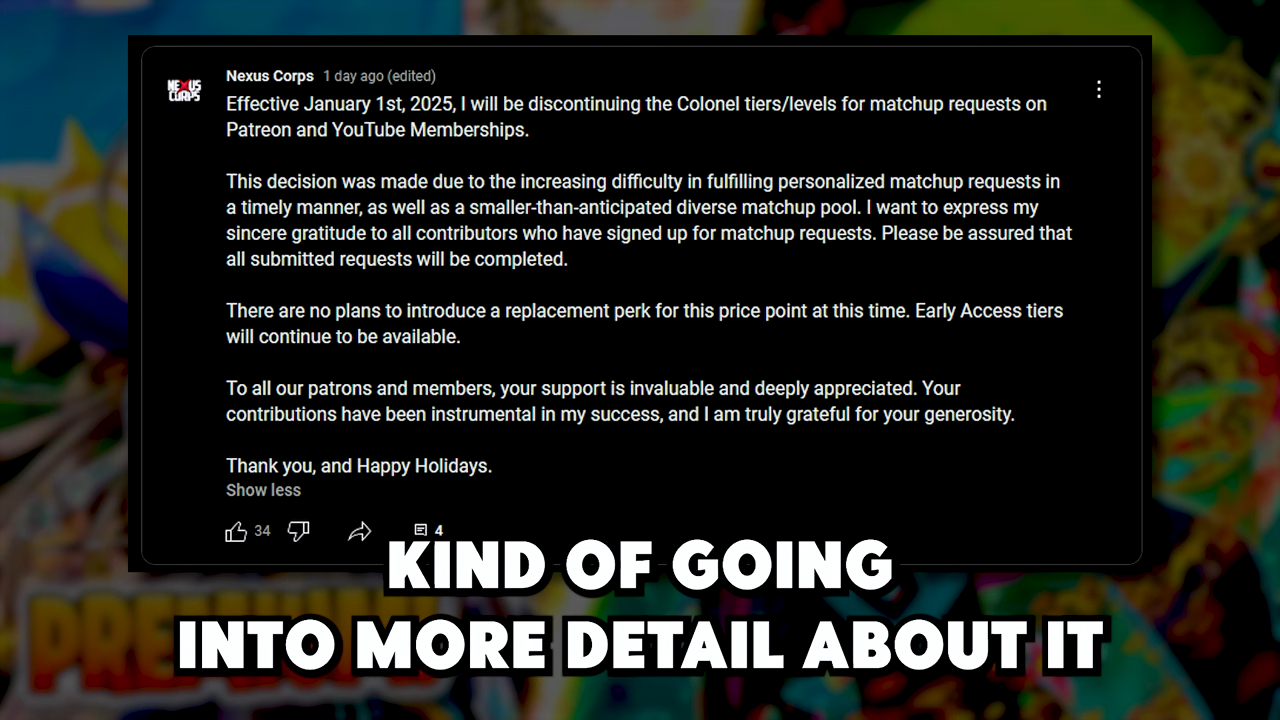 NEXUS
CORPS
Nexus Corps 1 day ago (edited)
Effective January 1st, 2025, I will be discontinuing the Colonel tiers/levels for matchup requests on
Patreon and YouTube Memberships.
This decision was made due to the increasing difficulty in fulfilling personalized matchup requests in
a timely manner, as well as a smaller-than-anticipated diverse matchup pool. I want to express my
sincere gratitude to all contributors who have signed up for matchup requests. Please be assured that
all submitted requests will be completed.
There are no plans to introduce a replacement perk for this price point at this time. Early Access tiers
will continue to be available.
To all our patrons and members, your support is invaluable and deeply appreciated. Your
contributions have been instrumental in my success, and I am truly grateful for your generosity.
Thank you, and Happy Holidays.
Show less
34 4
KIND OF GOING
INTO MORE DETAIL ABOUT IT